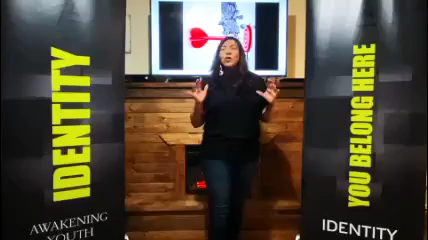 IDENTITY
AWAKENING
YOUTH
YOU BELONG HERE
IDENTITY